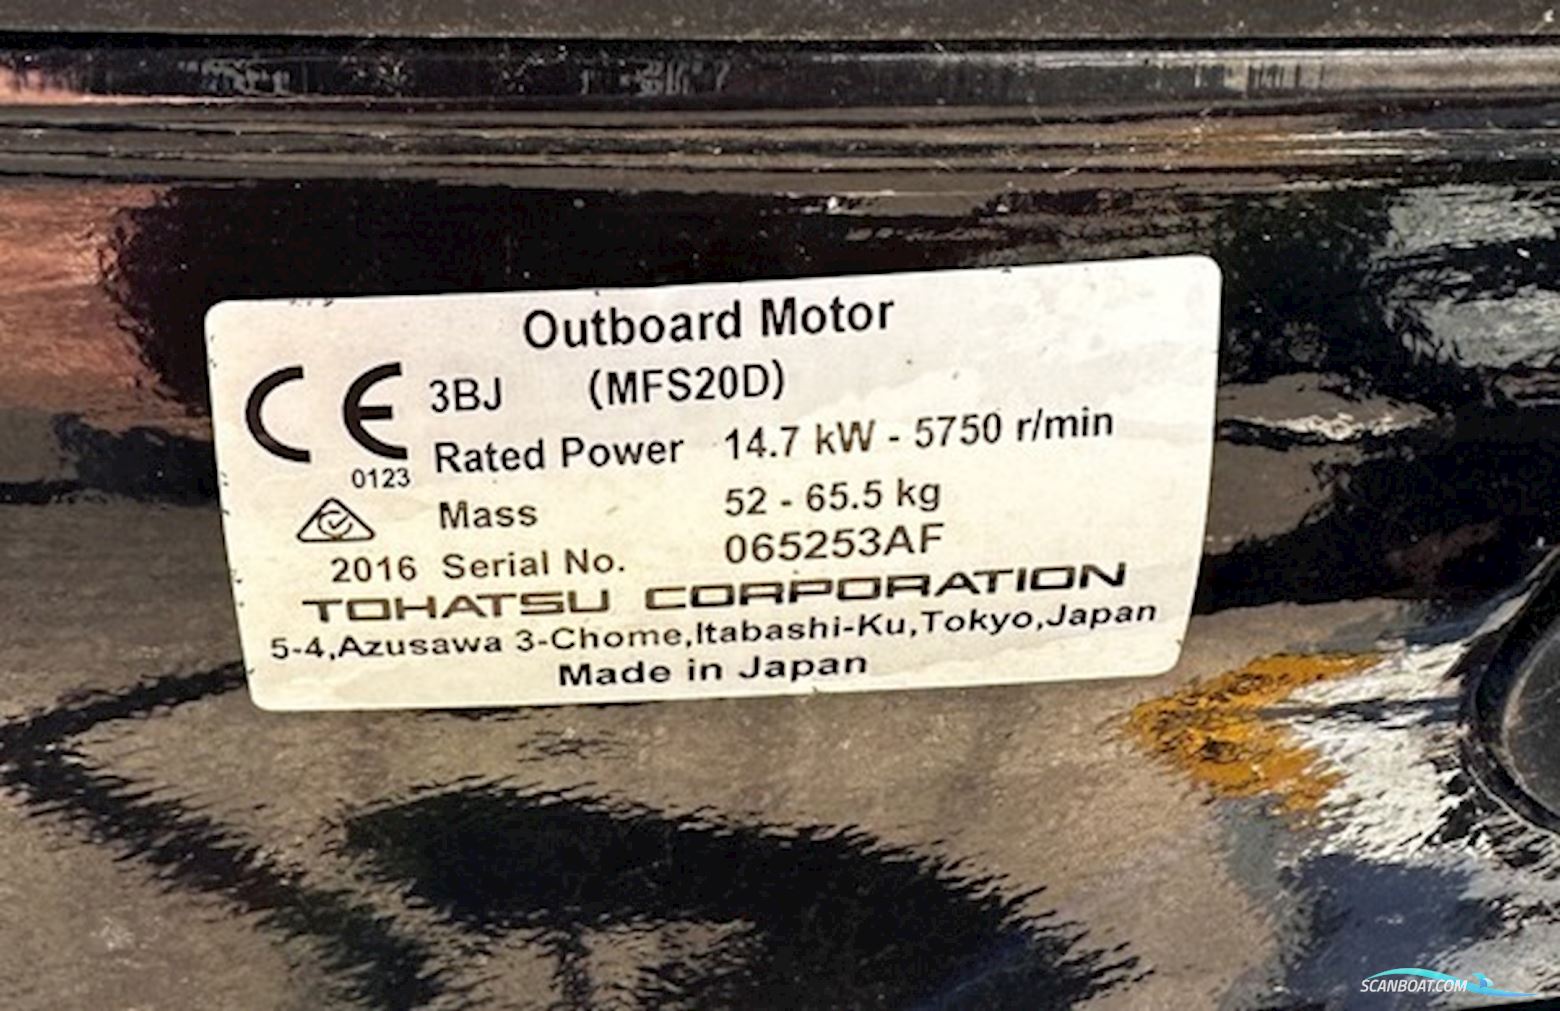 Outboard Motor
CE 3BJ (MFS20D)
0123 Rated Power 14.7 kW - 5750 r/min
Mass 52 - 65.5 kg
2016 Serial No. 065253AF
TOHATSU CORPORATION
5-4,Azusawa 3-Chome,Itabashi-Ku,Tokyo,Japan
Made in Japan
SCANBOAT.COM